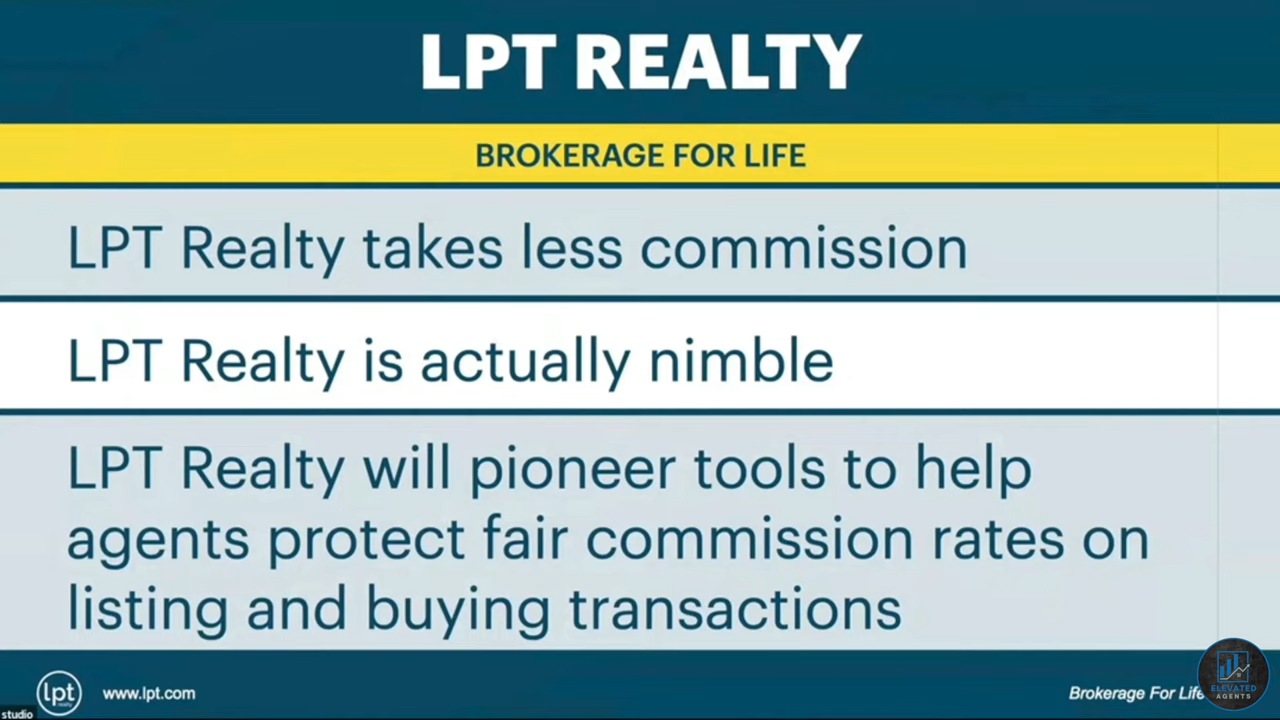 LPT REALTY
BROKERAGE FOR LIFE
LPT Realty takes less commission
LPT Realty is actually nimble
LPT Realty will pioneer tools to help
agents protect fair commission rates on
listing and buying transactions
lpt
realty
www.lpt.com
Brokerage For Life
ELEVATED
AGENTS
studio